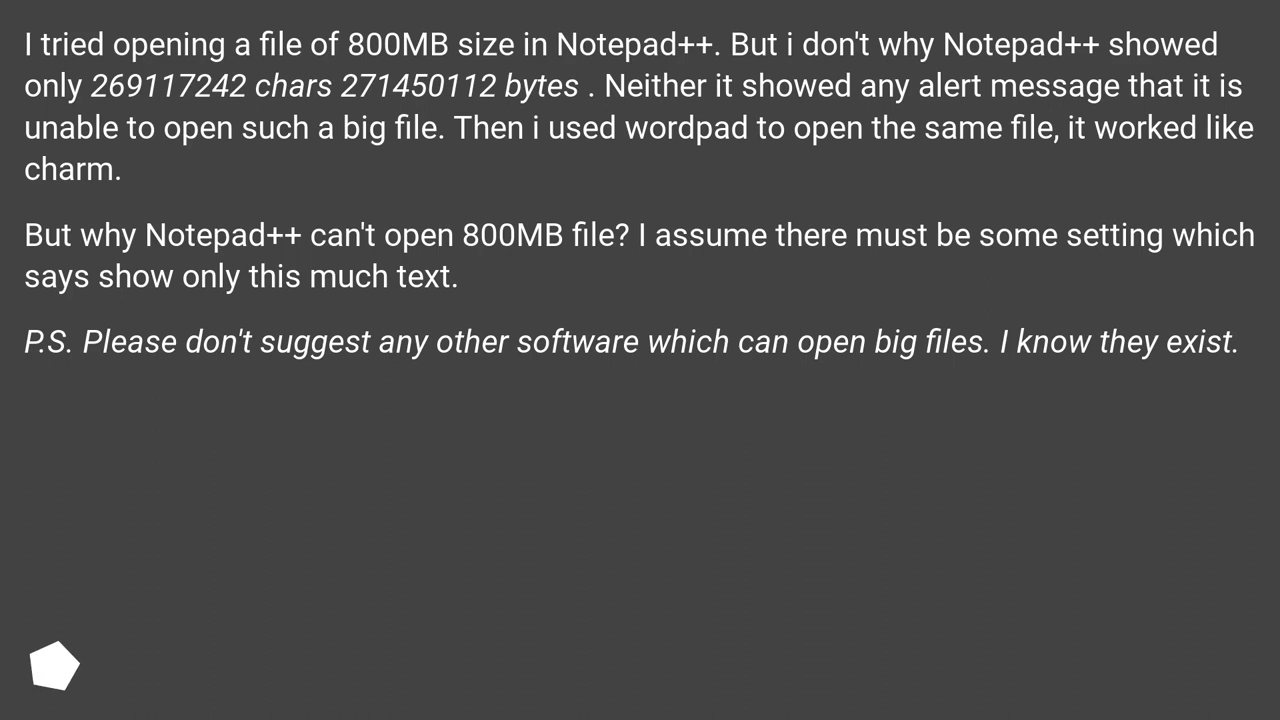 I tried opening a file of 800MB size in Notepad++. But i don't why Notepad++ showed
only 269117242 chars 271450112 bytes . Neither it showed any alert message that it is
unable to open such a big file. Then i used wordpad to open the same file, it worked like
charm.
But why Notepad++ can't open 800MB file? I assume there must be some setting which
says show only this much text.
P.S. Please don't suggest any other software which can open big files. I know they exist.